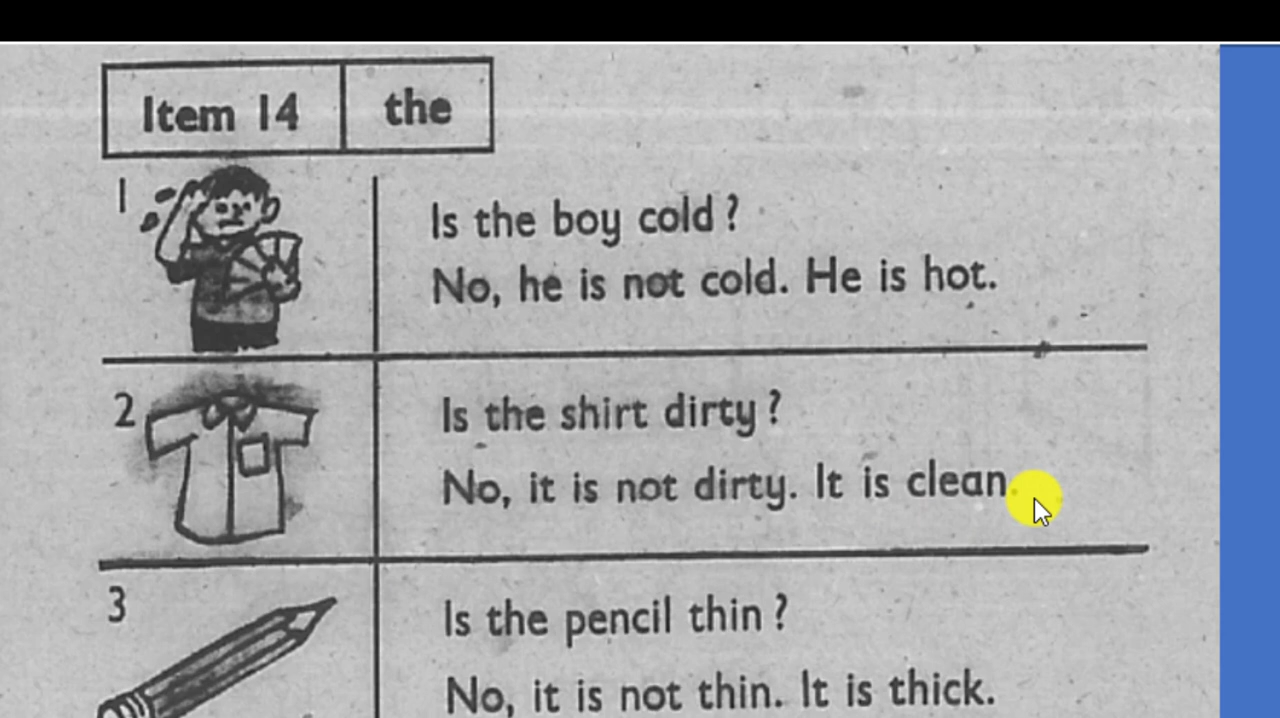 Item 14 the
1
Is the boy cold?
No, he is not cold. He is hot.
2
Is the shirt dirty?
No, it is not dirty. It is clean.
3
Is the pencil thin?
No, it is not thin. It is thick.